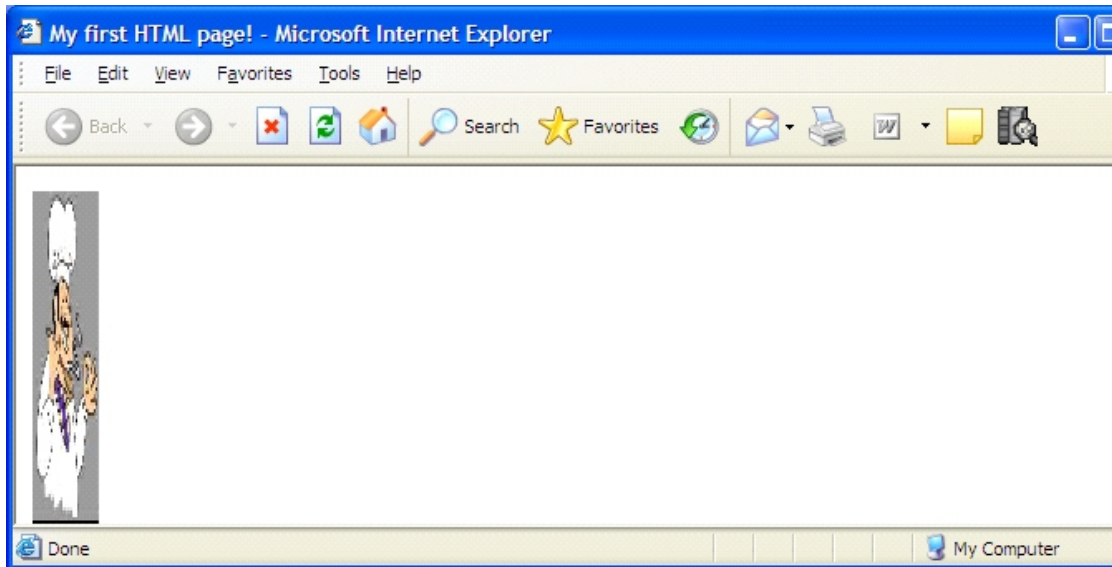 My first HTML page! - Microsoft Internet Explorer
File Edit View Favorites Tools Help
Back Search Favorites W
Done My Computer